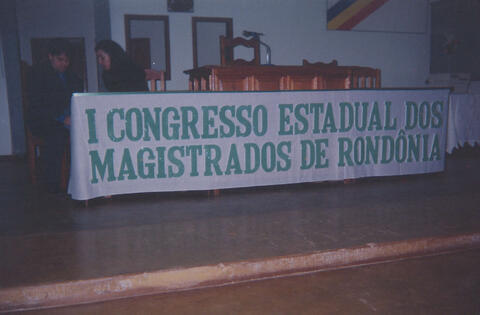 I CONGRESSO ESTADUAL DOS
MAGISTRADOS DE RONDÔNIA